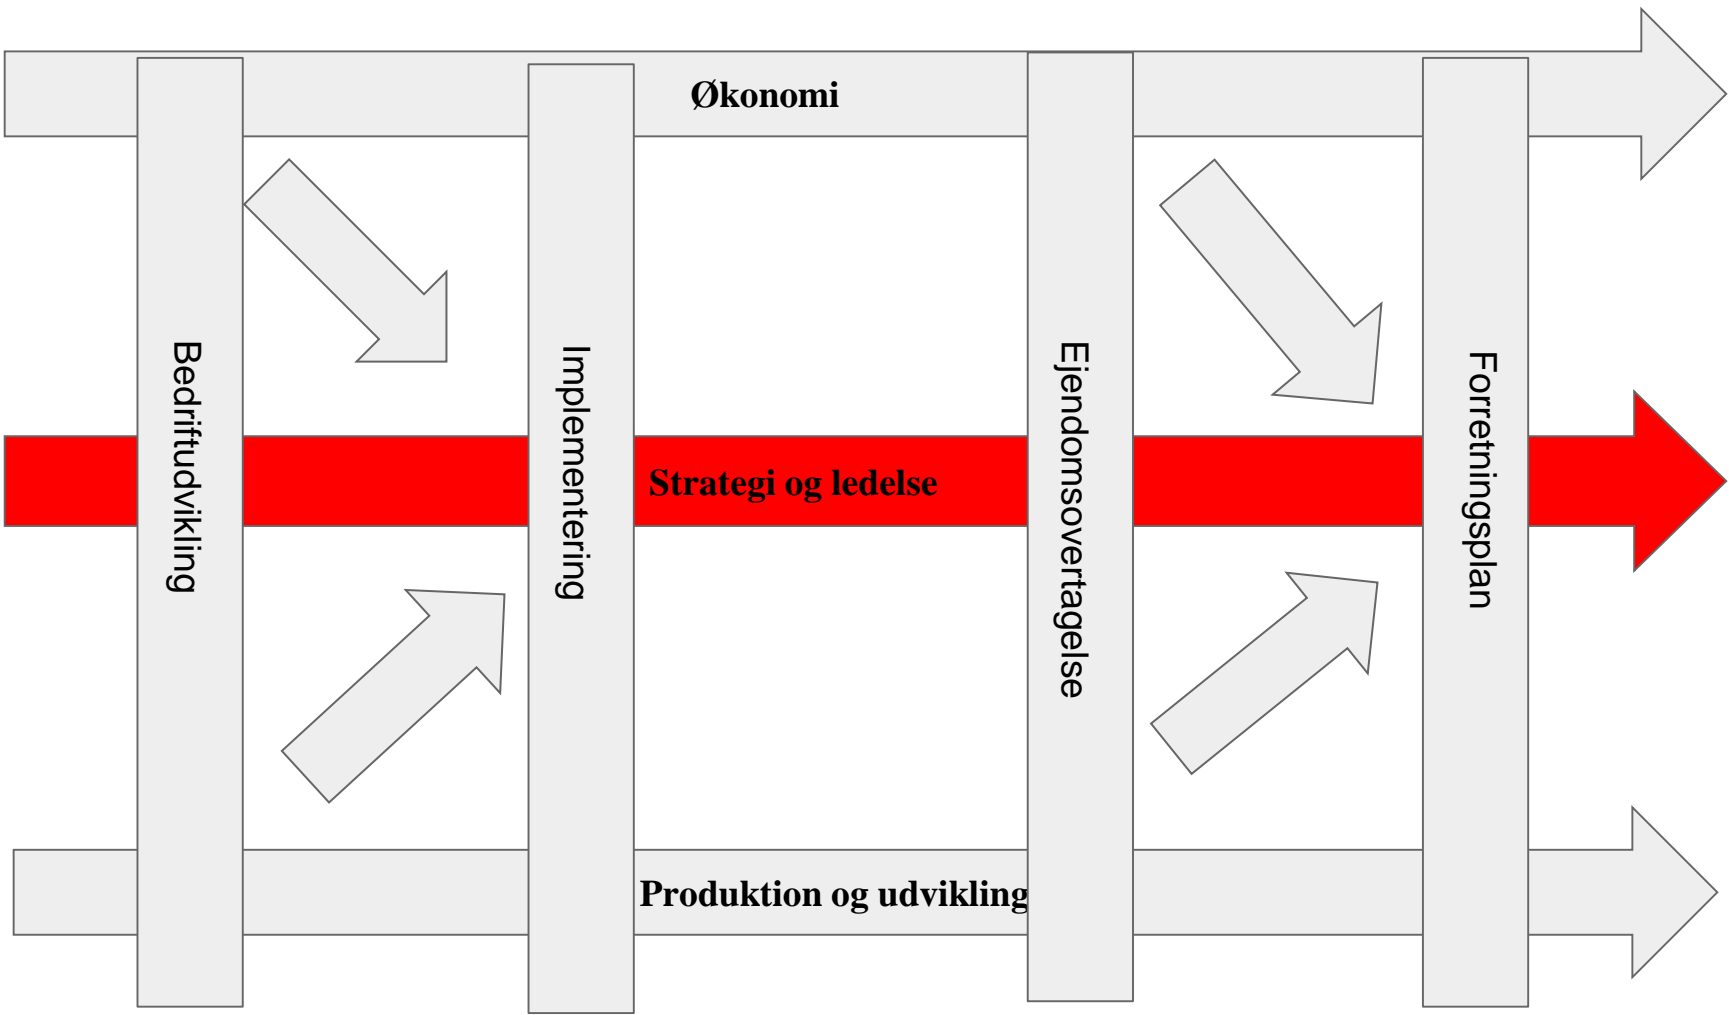 Økonomi
Bedriftudvikling
Implementering
Ejendomsovertagelse
Forretningsplan
Strategi og ledelse
Produktion og udvikling